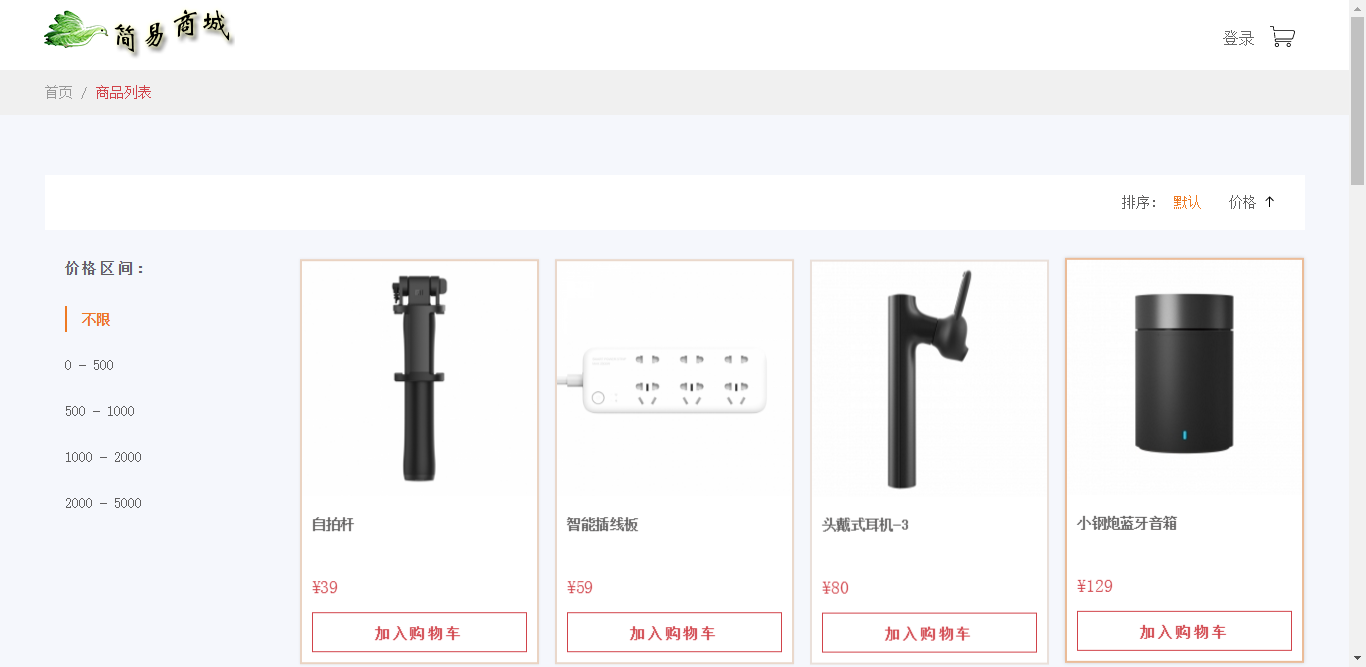 简易商城
登录
首页 / 商品列表
排序: 默认 价格 ↑
价格区间:
不限
0 - 500
500 - 1000
1000 - 2000
2000 - 5000
自拍杆
智能插线板
头戴式耳机-3
小钢炮蓝牙音箱
¥39
¥59
¥80
¥129
加入购物车
加入购物车
加入购物车
加入购物车